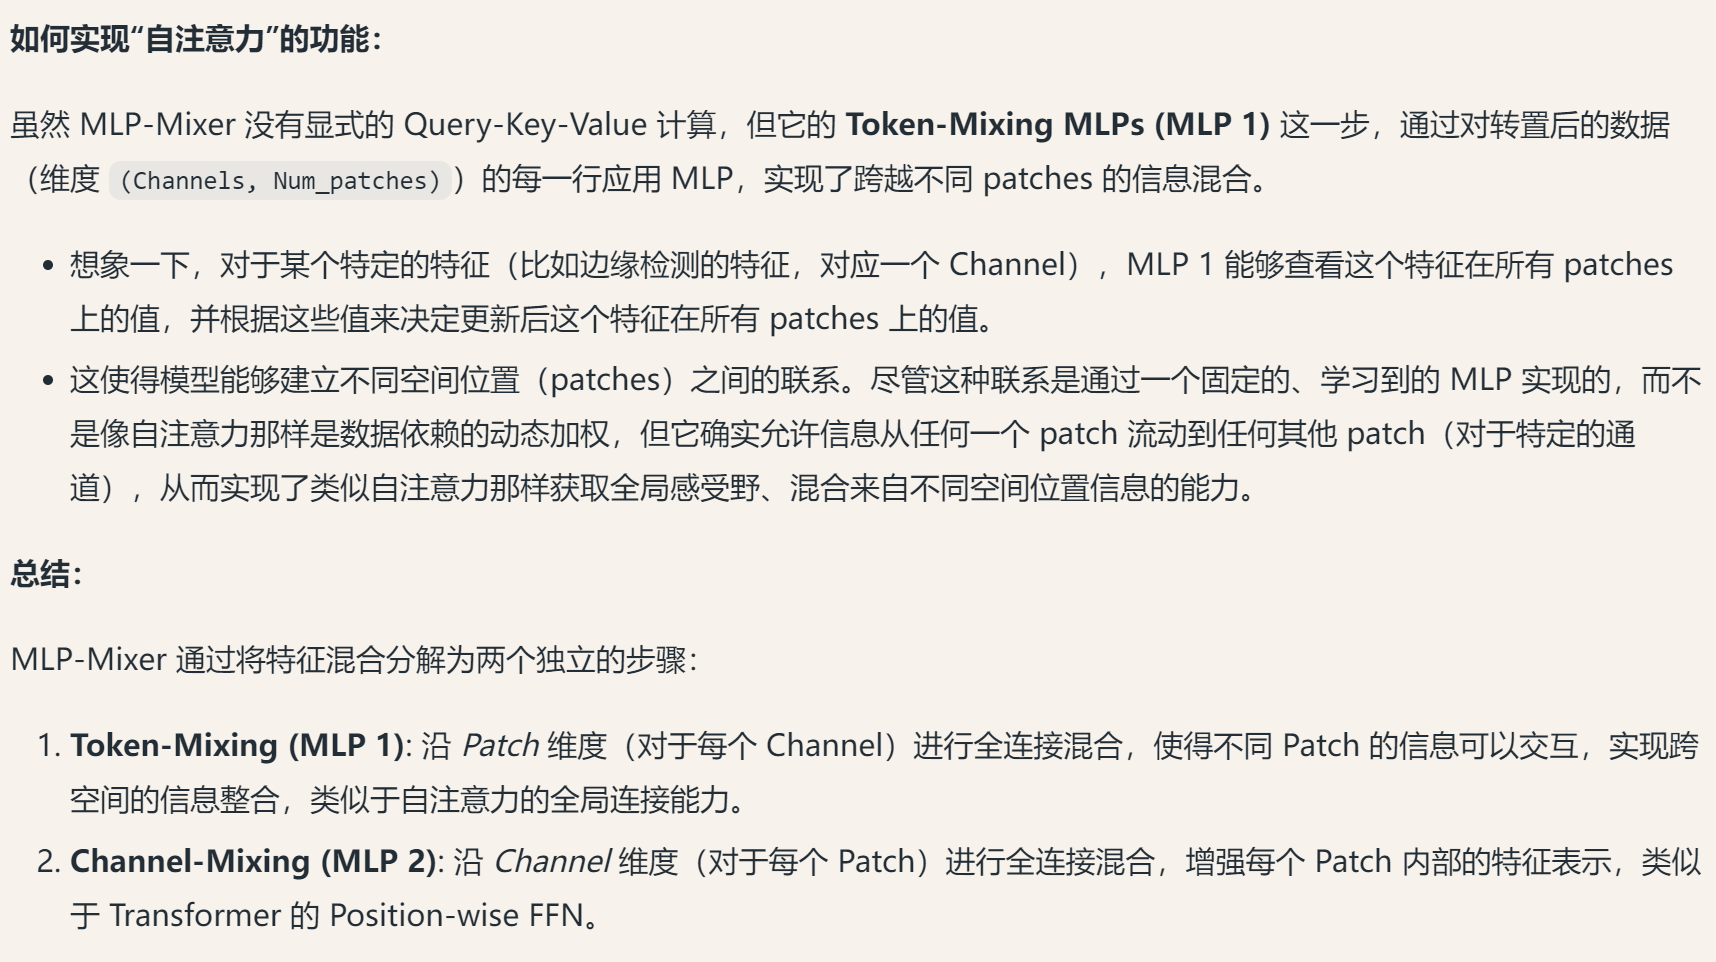 如何实现“自注意力”的功能：
虽然 MLP-Mixer 没有显式的 Query-Key-Value 计算，但它的 Token-Mixing MLPs (MLP 1) 这一步，通过对转置后的数据
（维度 (Channels, Num_patches)）的每一行应用 MLP，实现了跨越不同 patches 的信息混合。
• 想象一下，对于某个特定的特征（比如边缘检测的特征，对应一个 Channel），MLP 1 能够查看这个特征在所有 patches
上的值，并根据这些值来决定更新后这个特征在所有 patches 上的值。
• 这使得模型能够建立不同空间位置（patches）之间的联系。尽管这种联系是通过一个固定的、学习到的 MLP 实现的，而不
是像自注意力那样是数据依赖的动态加权，但它确实允许信息从任何一个 patch 流动到任何其他 patch（对于特定的通
道），从而实现了类似自注意力那样获取全局感受野、混合来自不同空间位置信息的能力。
总结：
MLP-Mixer 通过将特征混合分解为两个独立的步骤：
1. Token-Mixing (MLP 1): 沿 Patch 维度（对于每个 Channel）进行全连接混合，使得不同 Patch 的信息可以交互，实现跨
空间的信息整合，类似于自注意力的全局连接能力。
2. Channel-Mixing (MLP 2): 沿 Channel 维度（对于每个 Patch）进行全连接混合，增强每个 Patch 内部的特征表示，类似
于 Transformer 的 Position-wise FFN。